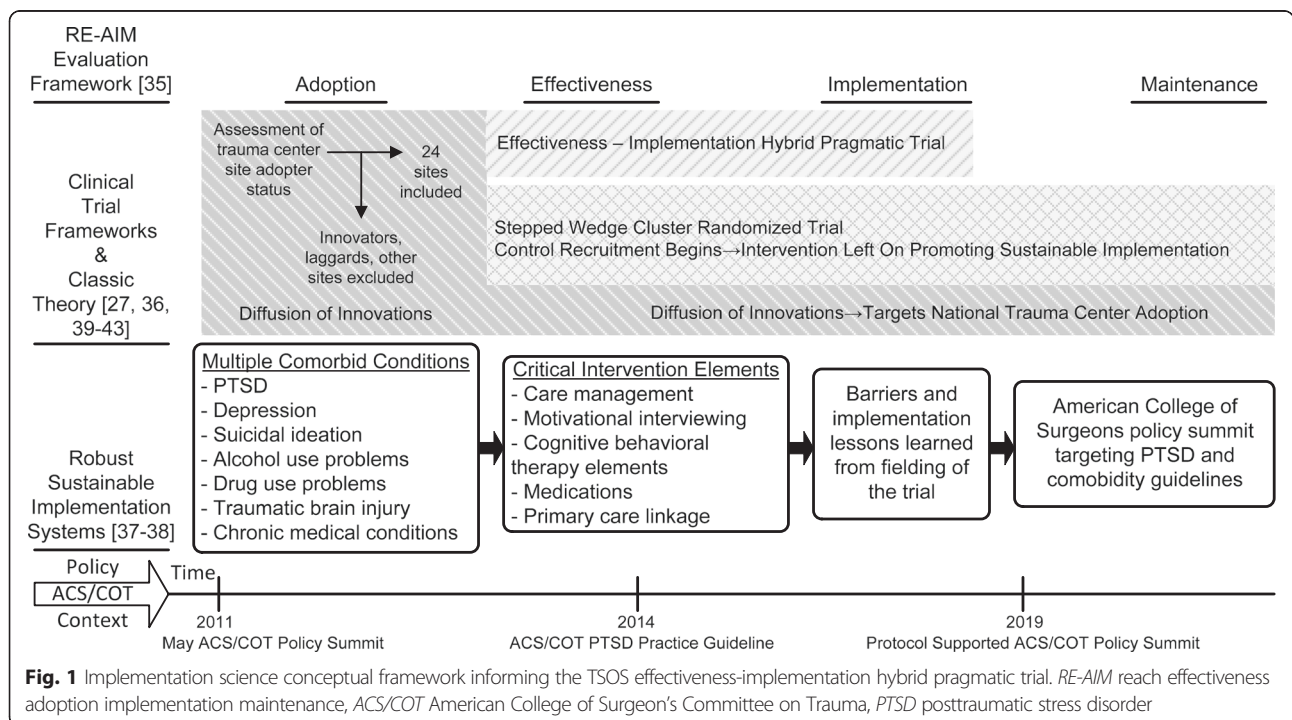 RE-AIM
Evaluation
Framework [35]
Adoption
Effectiveness
Implementation
Maintenance
Clinical
Trial
Frameworks
&
Classic
Theory [27, 36,
39-43]
Assessment of
trauma center
site adopter
status
24
sites
included
Innovators,
laggards, other
sites excluded
Diffusion of Innovations
Effectiveness – Implementation Hybrid Pragmatic Trial
Stepped Wedge Cluster Randomized Trial
Control Recruitment Begins→Intervention Left On Promoting Sustainable Implementation
Diffusion of Innovations→Targets National Trauma Center Adoption
Robust
Sustainable
Implementation
Systems [37-38]
Multiple Comorbid Conditions
- PTSD
- Depression
- Suicidal ideation
- Alcohol use problems
- Drug use problems
- Traumatic brain injury
- Chronic medical conditions
Critical Intervention Elements
- Care management
- Motivational interviewing
- Cognitive behavioral
therapy elements
- Medications
- Primary care linkage
Barriers and
implementation
lessons learned
from fielding of
the trial
American College of
Surgeons policy summit
targeting PTSD and
comobidity guidelines
Policy
ACS/COT
Context
Time
2011
May ACS/COT Policy Summit
2014
ACS/COT PTSD Practice Guideline
2019
Protocol Supported ACS/COT Policy Summit
Fig. 1 Implementation science conceptual framework informing the TSOS effectiveness-implementation hybrid pragmatic trial. RE-AIM reach effectiveness
adoption implementation maintenance, ACS/COT American College of Surgeon's Committee on Trauma, PTSD posttraumatic stress disorder